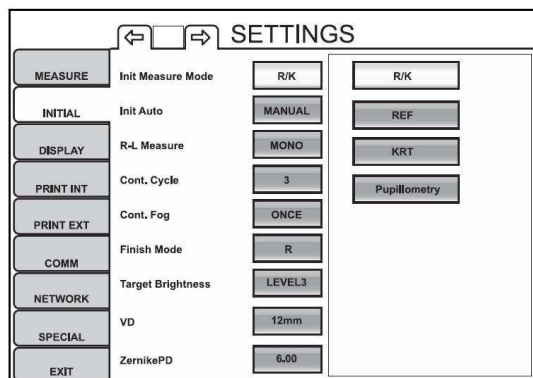 SETTINGS
MEASURE
INITIAL
DISPLAY
PRINT INT
PRINT EXT
COMM
NETWORK
SPECIAL
EXIT
Init Measure Mode R/K
Init Auto MANUAL
R-L Measure MONO
Cont. Cycle 3
Cont. Fog ONCE
Finish Mode R
Target Brightness LEVEL3
VD 12mm
ZernikePD 6.00
R/K
REF
KRT
Pupillometry